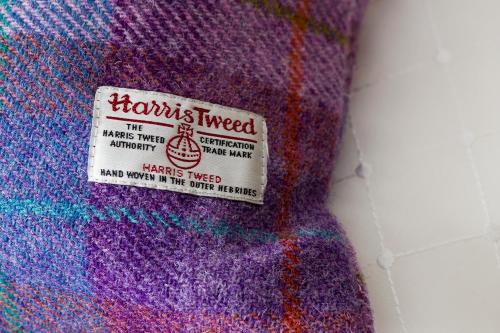 Harris Tweed
THE CERTIFICATION
HARRIS TWEED TRADE MARK
AUTHORITY
HARRIS TWEED
HAND WOVEN IN THE OUTER HEBRIDES